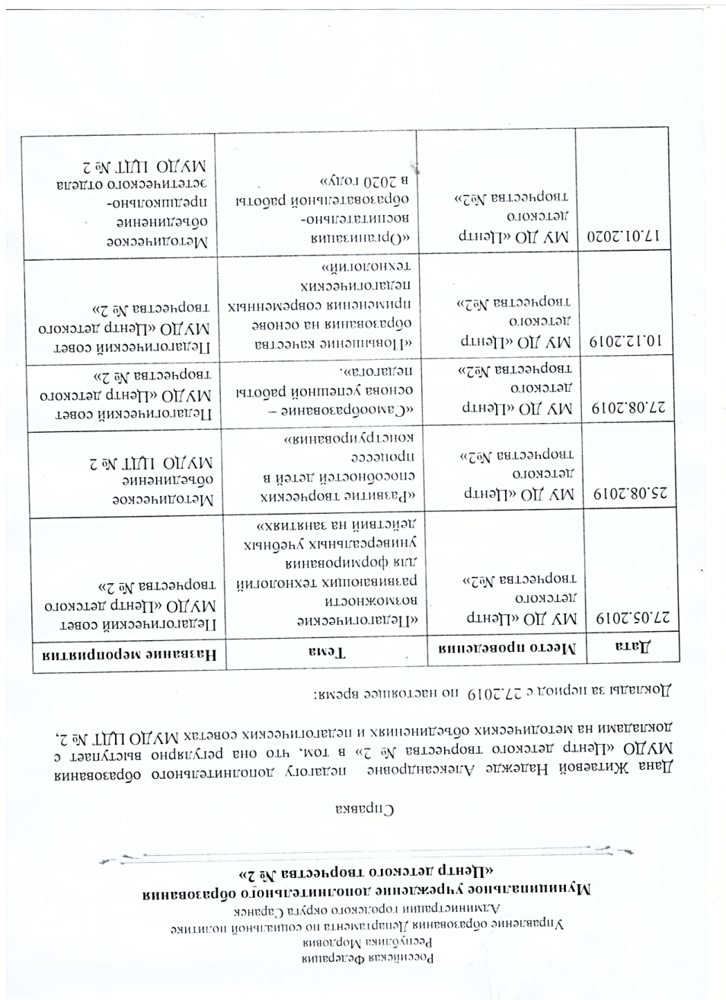 Российская Федерация
Республика Мордовия
Управление образования Департамента по социальной политике
Администрации городского округа Саранск
Муниципальное учреждение дополнительного образования
«Центр детского творчества № 2»
Справка
Дана Житаевой Надежде Александровне педагогу дополнительного образования
МУДО «Центр детского творчества № 2» в том, что она регулярно выступает с
докладами на методических объединениях и педагогических советах МУДО ЦДТ № 2,
Доклады за период с 27.2019 по настоящее время:
Дата Место проведения Тема Название мероприятия
27.05.2019 МУ ДО «Центр «Педагогические Педагогический совет
детского возможности МУДО «Центр детского
творчества №2» развивающих технологий творчества № 2»
для формирования
универсальных учебных
действий на занятиях»
25.08.2019 МУ ДО «Центр «Развитие творческих Методическое
детского способностей детей в объединение
творчества №2» процессе МУДО ЦДТ № 2
конструирования»
27.08.2019 МУ ДО «Центр «Самообразование – Педагогический совет
детского основа успешной работы МУДО «Центр детского
творчества №2» педагога». творчества № 2»
10.12.2019 МУ ДО «Центр «Повышение качества Педагогический совет
детского образования на основе МУДО «Центр детского
творчества №2» применения современных творчества № 2»
педагогических
технологий»
17.01.2020 МУ ДО «Центр «Организация Методическое
детского воспитательно- объединение
творчества №2» образовательной работы предшкольно-
в 2020 году» эстетического отдела
МУДО ЦДТ № 2